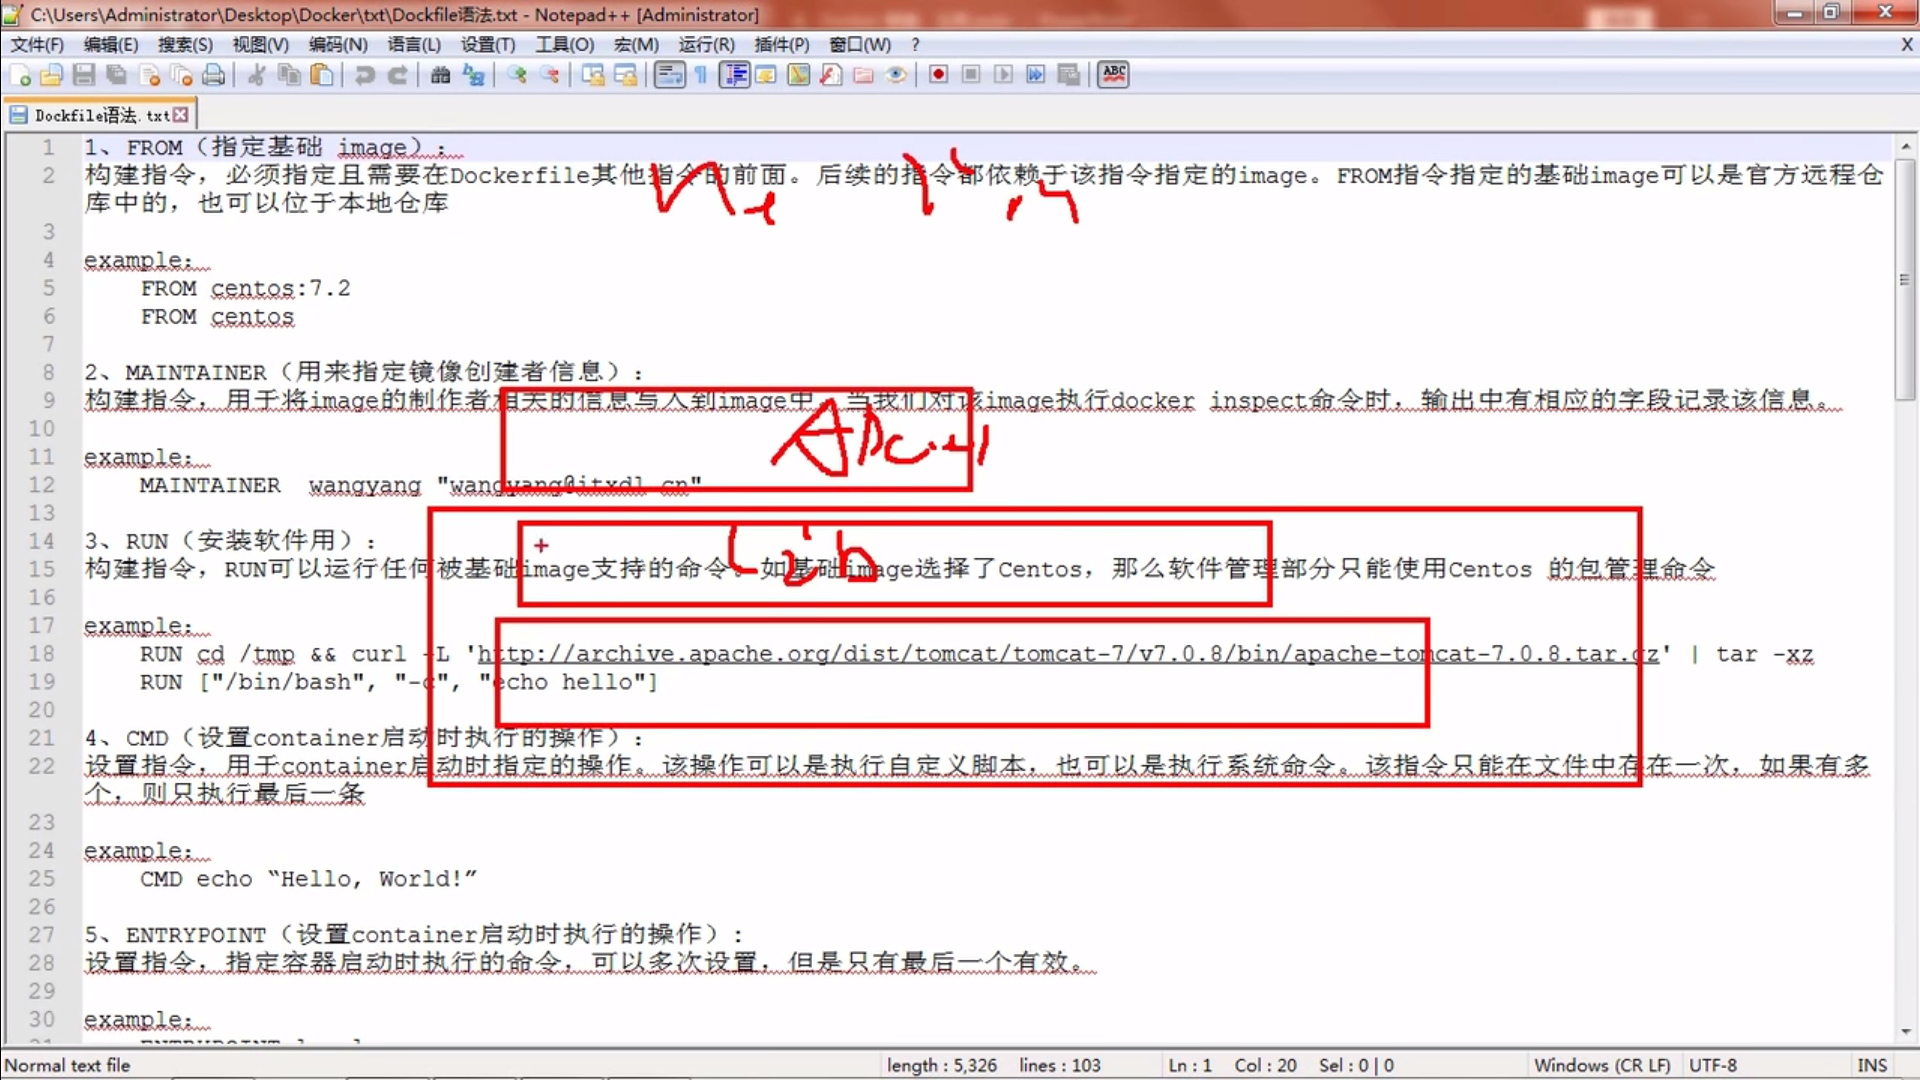 C:\Users\Administrator\Desktop\Docker\txt\Dockfile语法.txt - Notepad++ [Administrator]
文件(F) 编辑(E) 搜索(S) 视图(V) 编码(N) 语言(L) 设置(T) 工具(O) 宏(M) 运行(R) 插件(P) 窗口(W) ? X
ABC
Dockfile语法.txt
1 1、FROM（指定基础 image）：
2 构建指令，必须指定且需要在Dockerfile其他指令的前面。后续的指令都依赖于该指令指定的image。FROM指令指定的基础image可以是官方远程仓
库中的，也可以位于本地仓库
3
4 example：
5 FROM centos:7.2
6 FROM centos
7
8 2、MAINTAINER（用来指定镜像创建者信息）：
9 构建指令，用于将image的制作者相关的信息写入到image中。当我们对该image执行docker inspect命令时，输出中有相应的字段记录该信息。
10
11 example：
12 MAINTAINER wangyang "wangyang@itxdl.cn"
13
14 3、RUN（安装软件用）：
15 构建指令，RUN可以运行任何被基础image支持的命令。如基础image选择了Centos，那么软件管理部分只能使用Centos 的包管理命令
16
17 example：
18 RUN cd /tmp && curl -L 'http://archive.apache.org/dist/tomcat/tomcat-7/v7.0.8/bin/apache-tomcat-7.0.8.tar.gz' | tar -xz
19 RUN ["/bin/bash", "-c", "echo hello"]
20
21 4、CMD（设置container启动时执行的操作）：
22 设置指令，用于container启动时指定的操作。该操作可以是执行自定义脚本，也可以是执行系统命令。该指令只能在文件中存在一次，如果有多
个，则只执行最后一条
23
24 example：
25 CMD echo “Hello, World!”
26
27 5、ENTRYPOINT（设置container启动时执行的操作）：
28 设置指令，指定容器启动时执行的命令，可以多次设置，但是只有最后一个有效。
29
30 example：
Normal text file length : 5,326 lines : 103 Ln : 1 Col : 20 Sel : 0 | 0 Windows (CR LF) UTF-8 INS